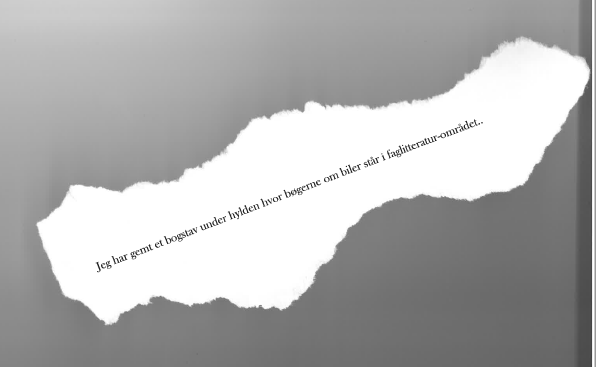 Jeg har gemt et bogstav under hylden hvor bøgerne om biler står i faglitteratur-området..